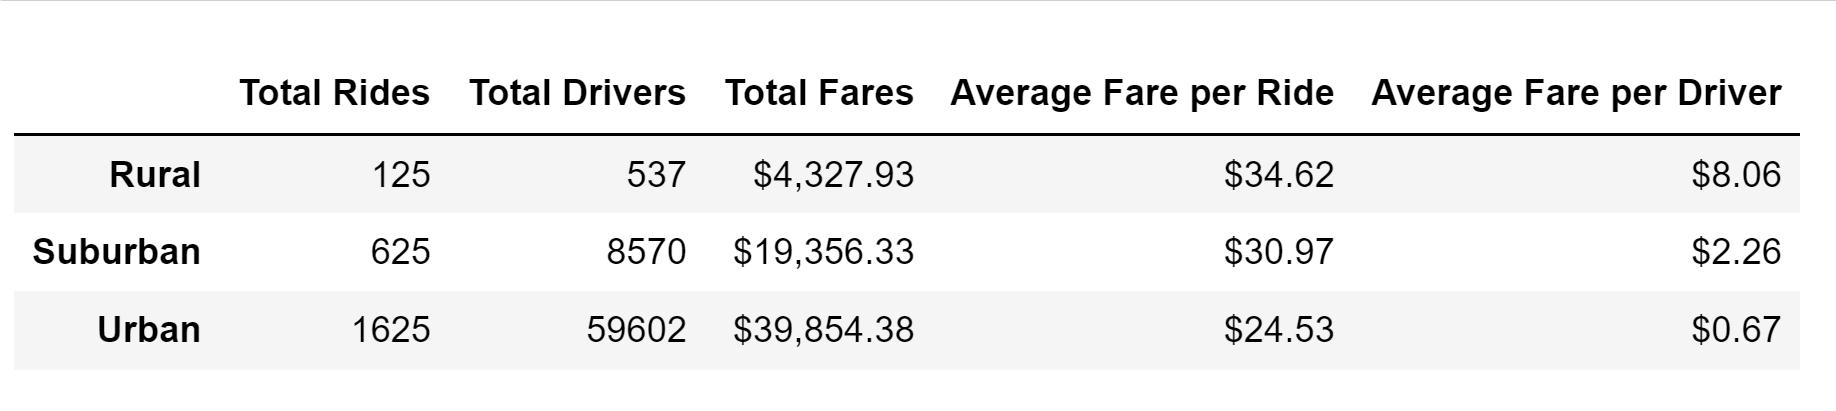 Total Rides Total Drivers Total Fares Average Fare per Ride Average Fare per Driver
Rural 125 537 $4,327.93 $34.62 $8.06
Suburban 625 8570 $19,356.33 $30.97 $2.26
Urban 1625 59602 $39,854.38 $24.53 $0.67